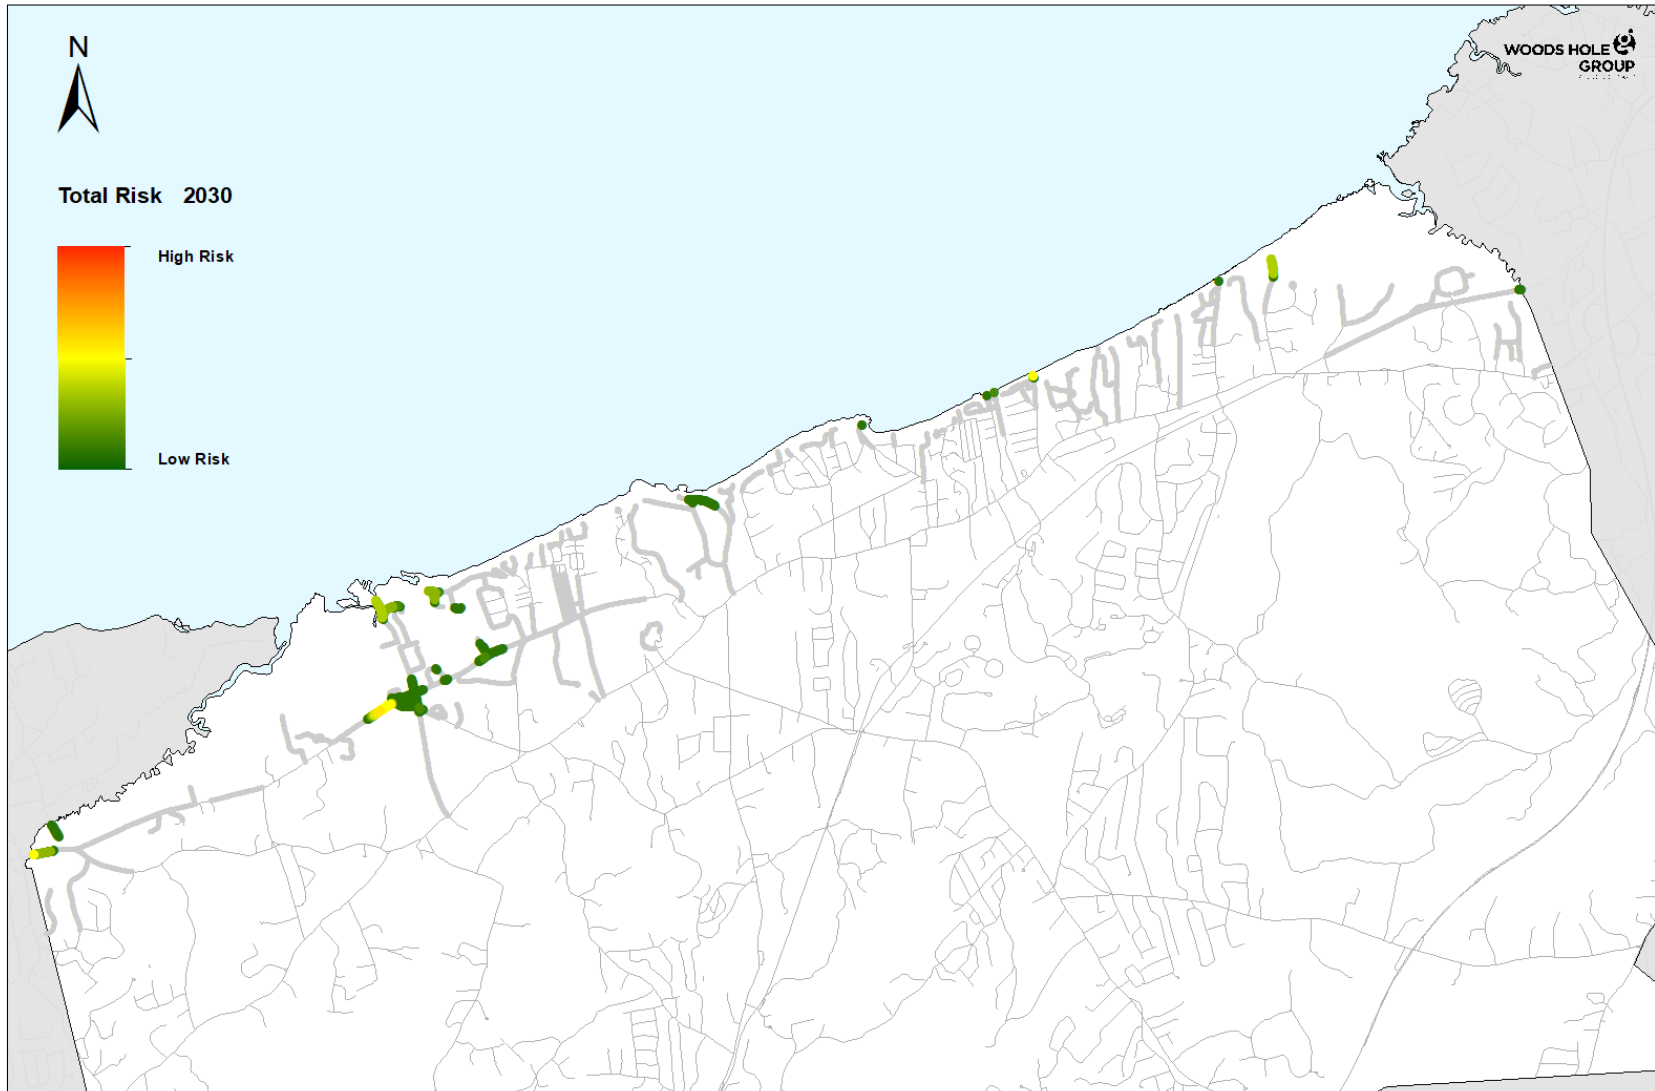 N
WOODS HOLE
GROUP
Total Risk 2030
High Risk
Low Risk